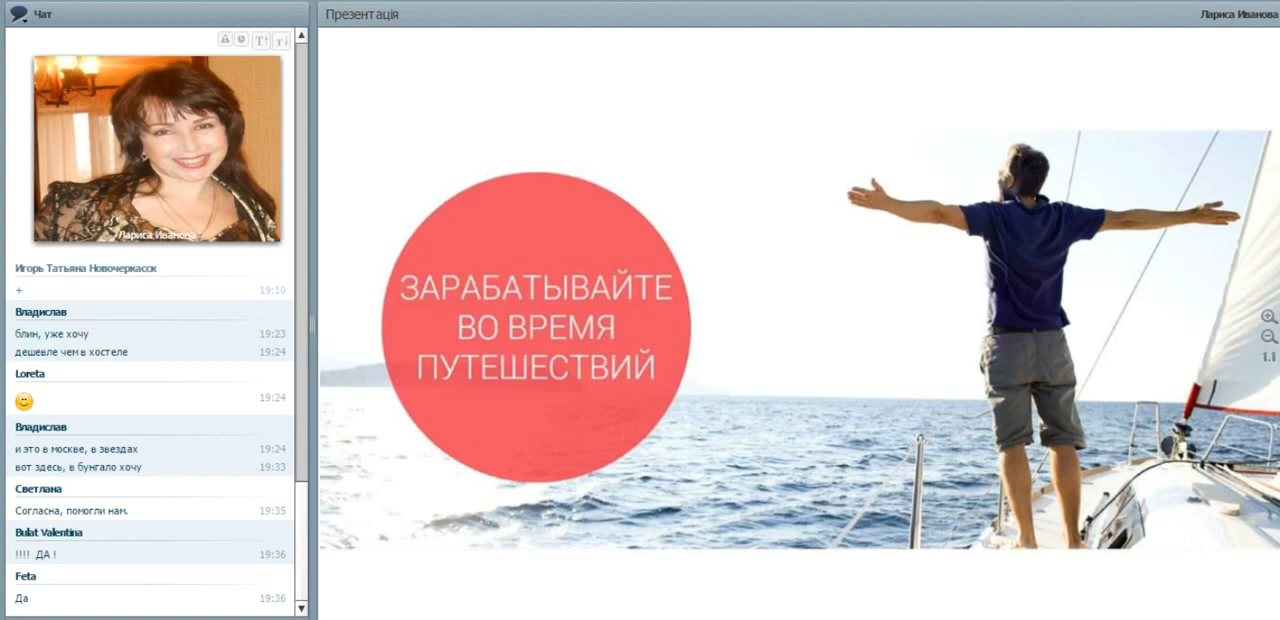 Чат
Презентація
Лариса Иванова
Лариса Иванова
Игорь Татьяна Новочеркасск
+ 19:10
Владислав
блин, уже хочу 19:23
дешевле чем в хостеле 19:24
Loreta
19:24
Владислав
и это в москве, в звездах 19:24
вот здесь, в бунгало хочу 19:33
Светлана
Согласна, помогли нам. 19:35
Bulat Valentina
!!!! ДА ! 19:36
Feta
Да 19:36
ЗАРАБАТЫВАЙТЕ
ВО ВРЕМЯ
ПУТЕШЕСТВИЙ
1.1